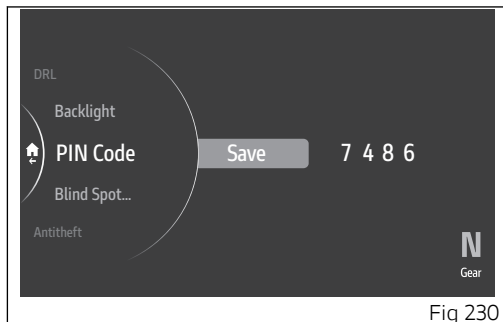 DRL
Backlight
PIN Code Save 7 4 8 6
Blind Spot...
Antitheft
N
Gear
Fig 230